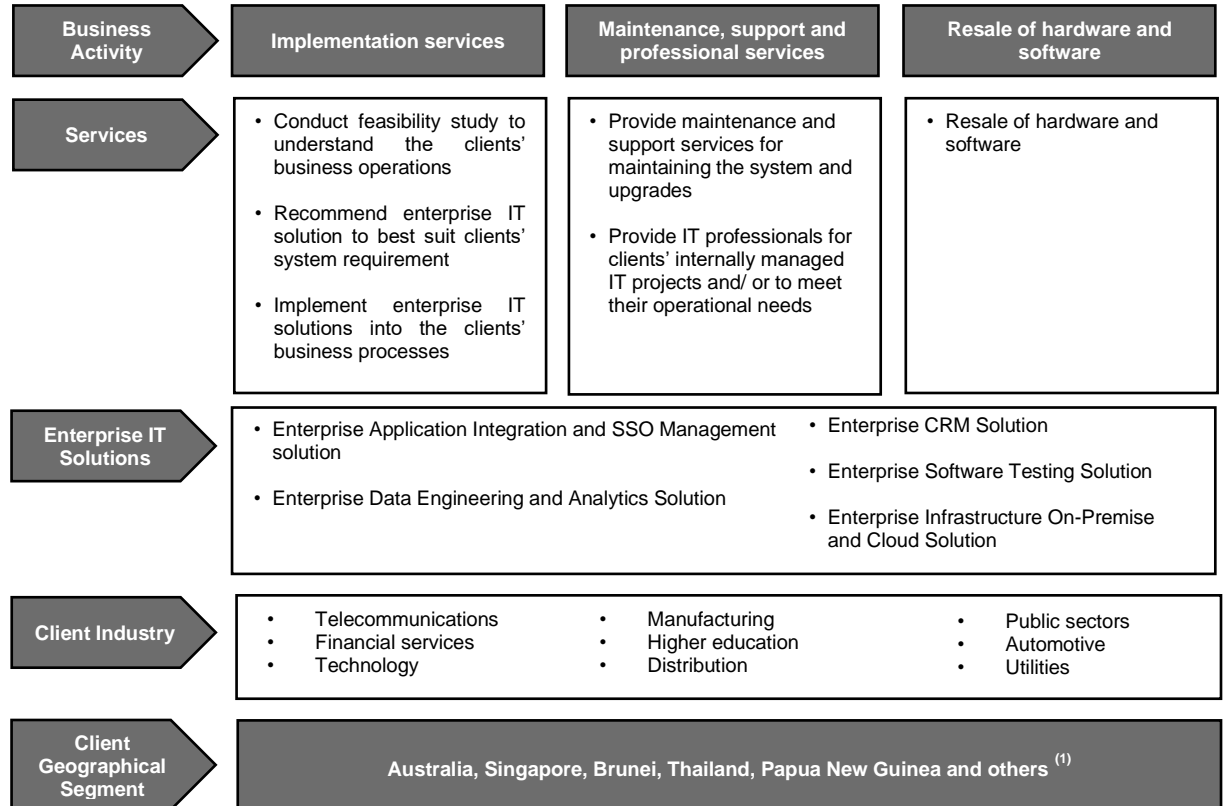 Business
Activity
Implementation services
Maintenance, support and
professional services
Resale of hardware and
software
Services
• Conduct feasibility study to
understand the clients’
business operations
• Recommend enterprise IT
solution to best suit clients’
system requirement
• Implement enterprise IT
solutions into the clients’
business processes
• Provide maintenance and
support services for
maintaining the system and
upgrades
• Provide IT professionals for
clients’ internally managed
IT projects and/ or to meet
their operational needs
• Resale of hardware and
software
Enterprise IT
Solutions
• Enterprise Application Integration and SSO Management
solution
• Enterprise Data Engineering and Analytics Solution
• Enterprise CRM Solution
• Enterprise Software Testing Solution
• Enterprise Infrastructure On-Premise
and Cloud Solution
Client Industry
• Telecommunications
• Financial services
• Technology
• Manufacturing
• Higher education
• Distribution
• Public sectors
• Automotive
• Utilities
Client
Geographical
Segment
Australia, Singapore, Brunei, Thailand, Papua New Guinea and others (1)